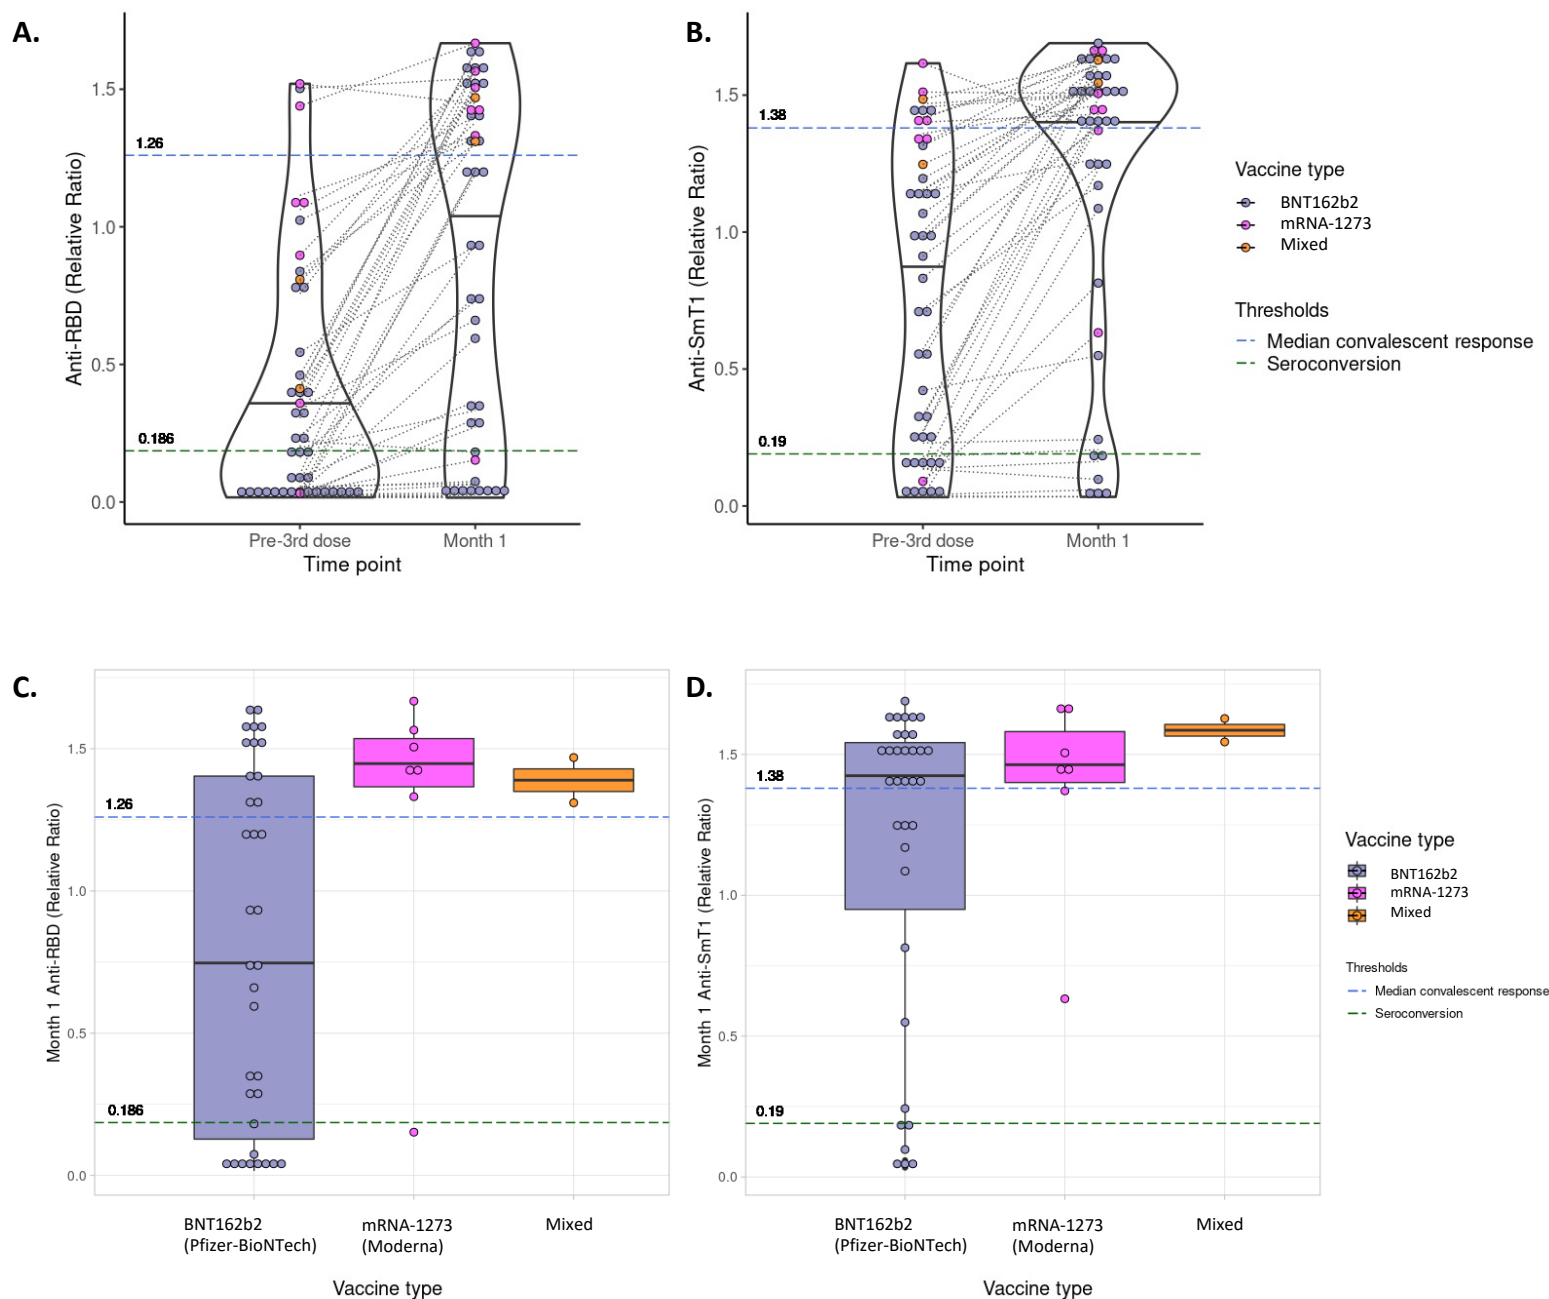 A.
B.
Anti-RBD (Relative Ratio)
1.5
1.0
0.5
0.0
1.26
0.186
Pre-3rd dose
Month 1
Time point
Anti-SmT1 (Relative Ratio)
1.5
1.0
0.5
0.0
1.38
0.19
Pre-3rd dose
Month 1
Time point
Vaccine type
BNT162b2
mRNA-1273
Mixed
Thresholds
Median convalescent response
Seroconversion
C.
D.
Month 1 Anti-RBD (Relative Ratio)
1.5
1.0
0.5
0.0
1.26
0.186
BNT162b2
(Pfizer-BioNTech)
mRNA-1273
(Moderna)
Mixed
Vaccine type
Month 1 Anti-SmT1 (Relative Ratio)
1.5
1.0
0.5
0.0
1.38
0.19
BNT162b2
(Pfizer-BioNTech)
mRNA-1273
(Moderna)
Mixed
Vaccine type
Vaccine type
BNT162b2
mRNA-1273
Mixed
Thresholds
Median convalescent response
Seroconversion